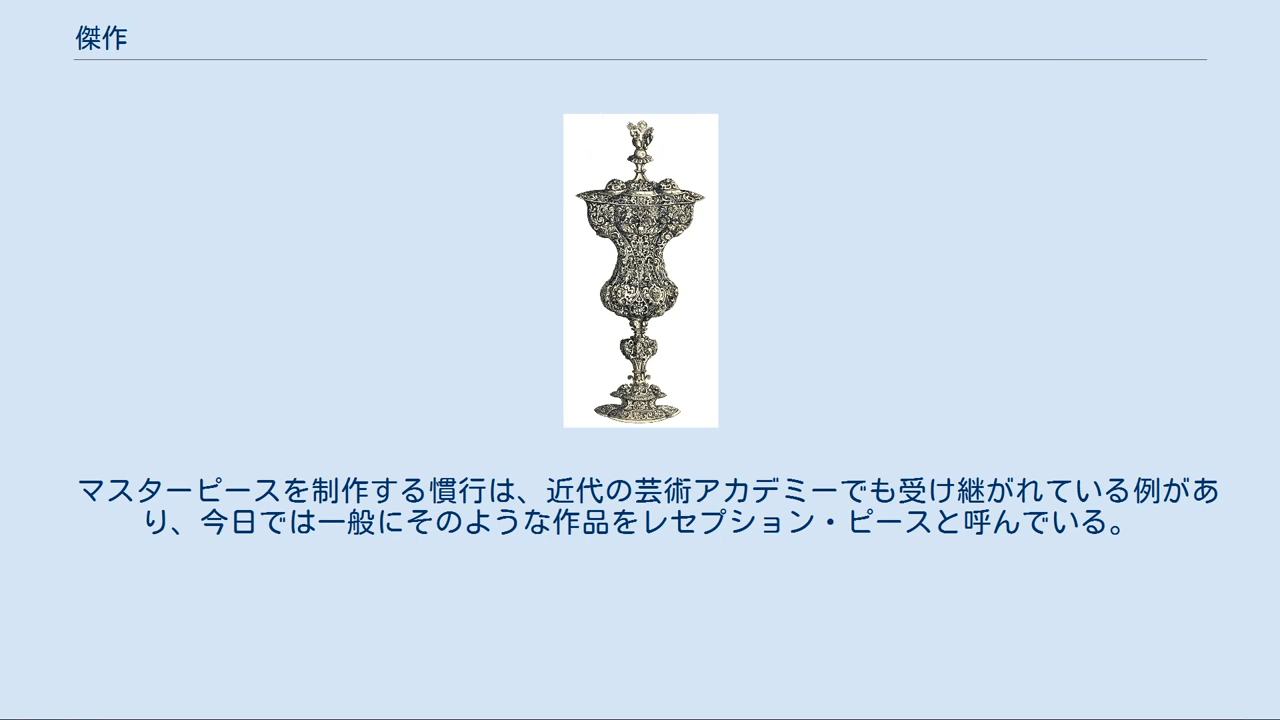 傑作
マスターピースを制作する慣行は、近代の芸術アカデミーでも受け継がれている例があ
り、今日では一般にそのような作品をレセプション・ピースと呼んでいる。